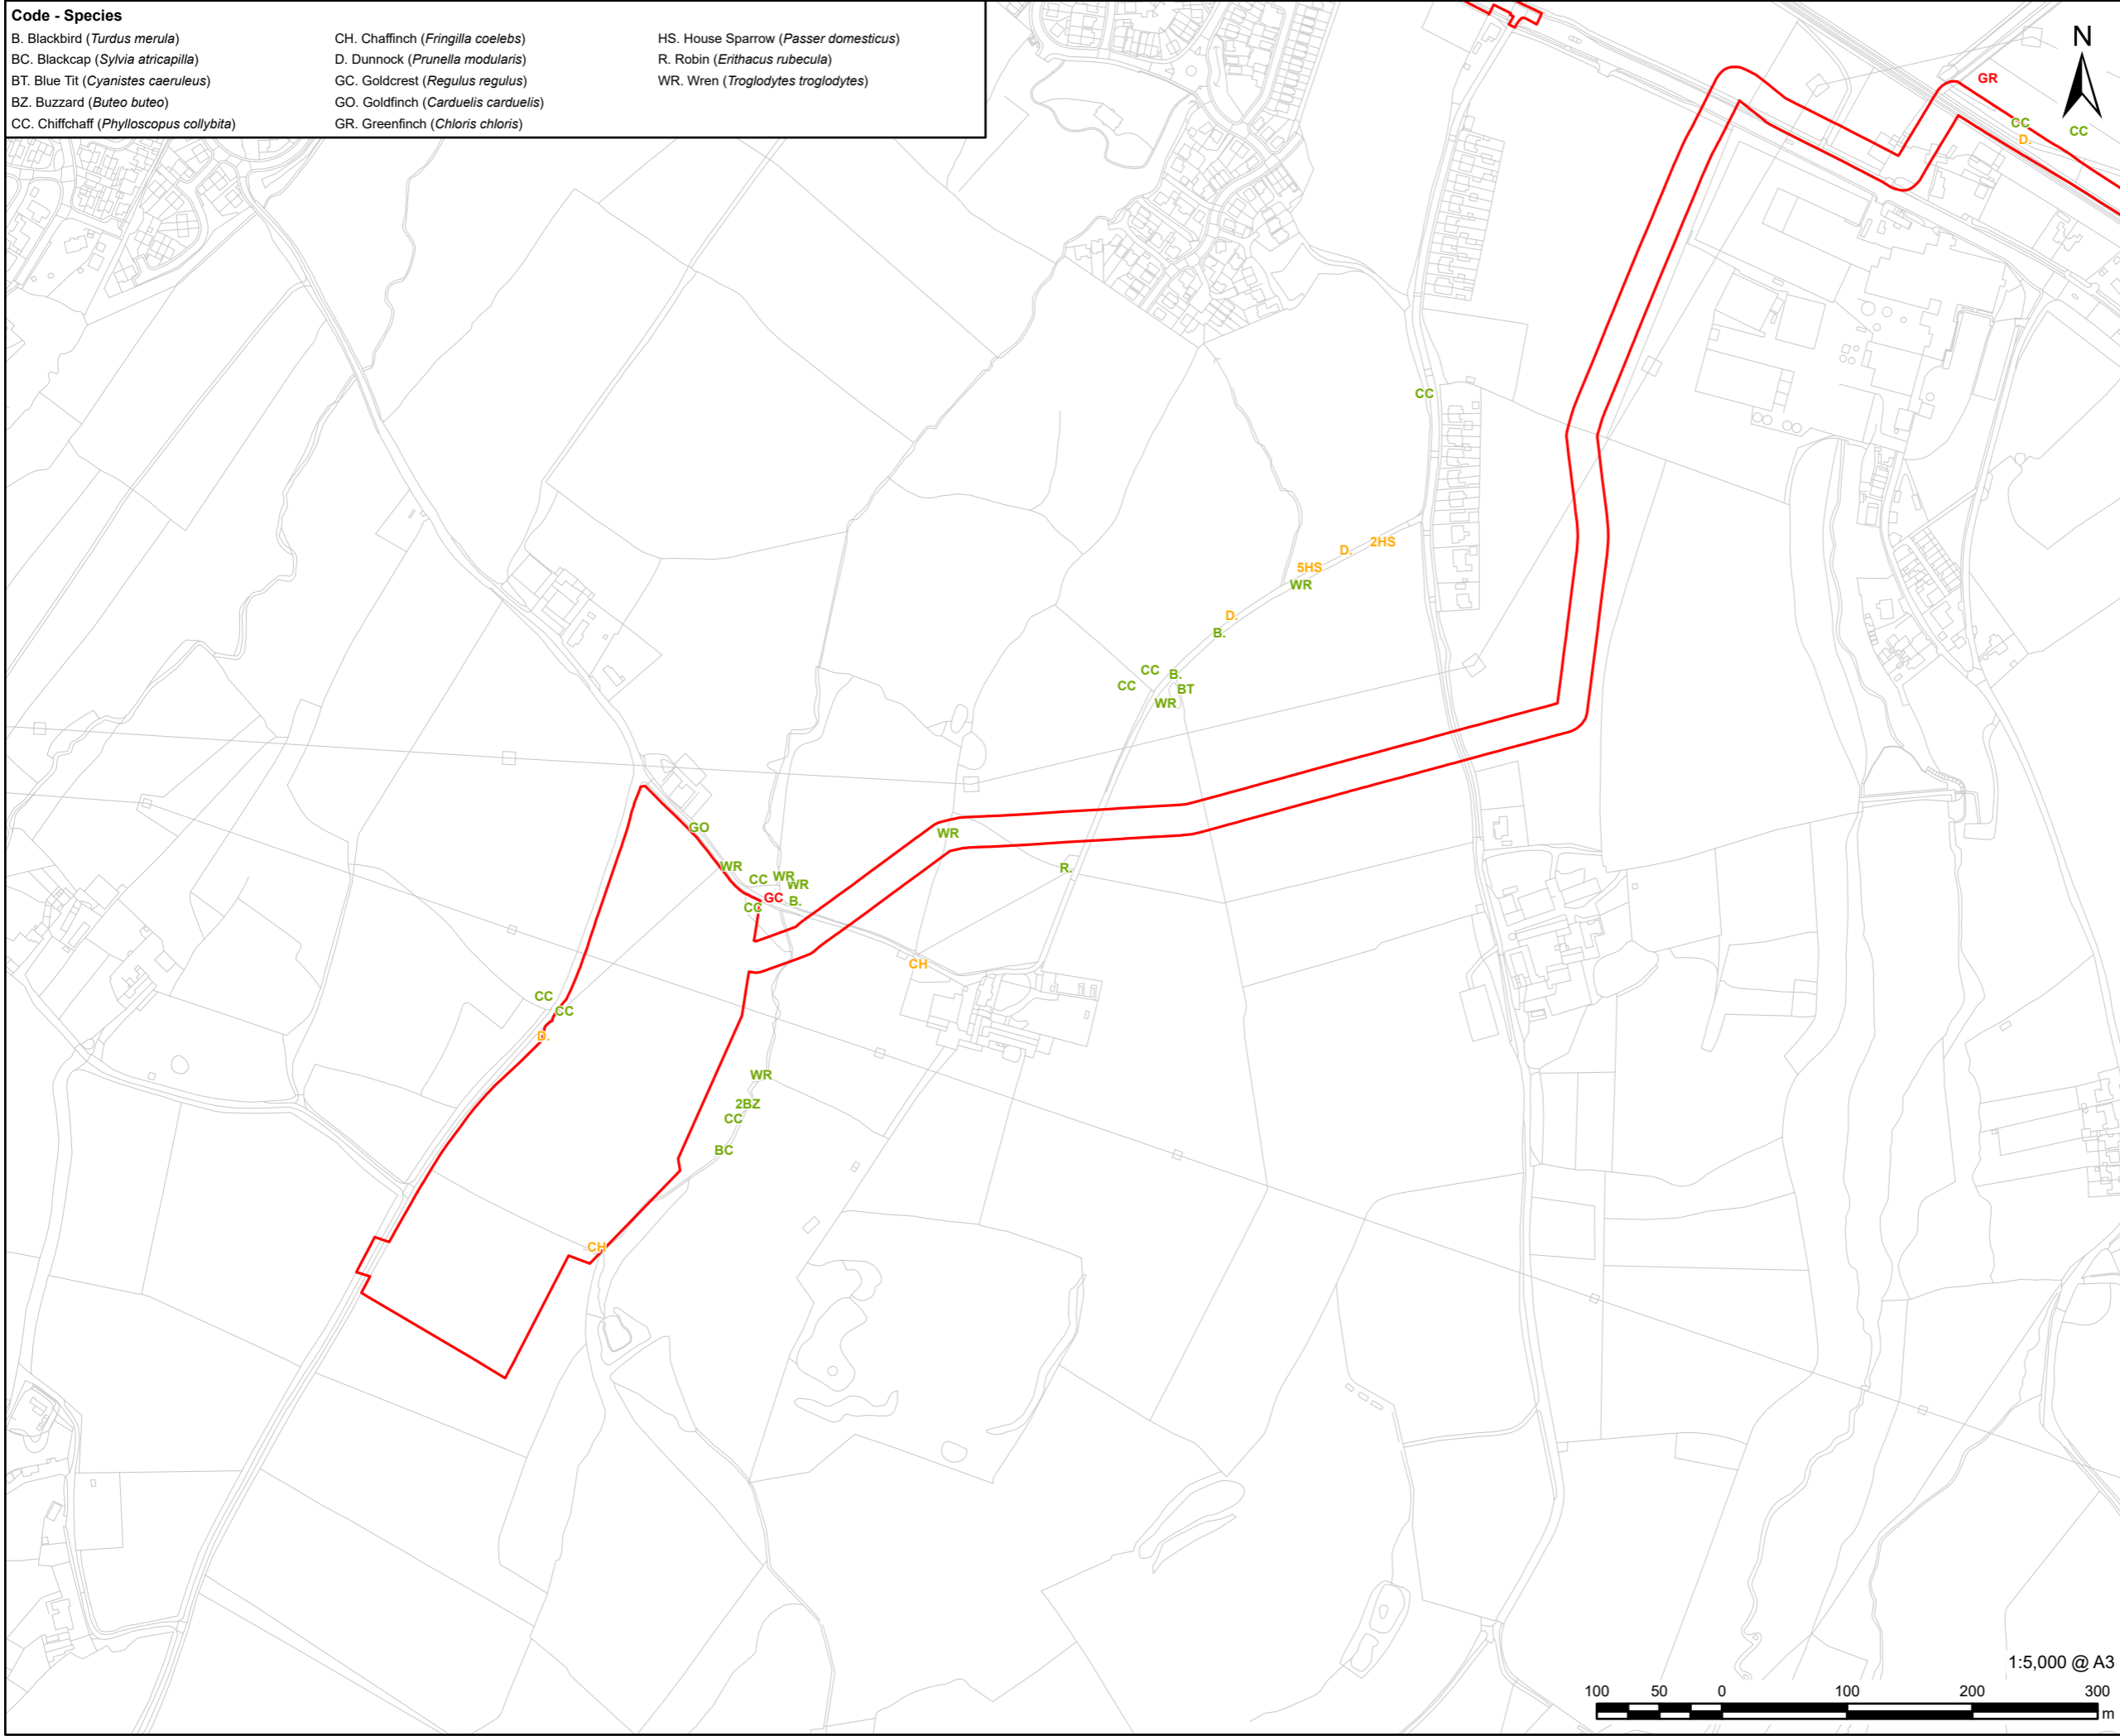 Code - Species
B. Blackbird (Turdus merula)
BC. Blackcap (Sylvia atricapilla)
BT. Blue Tit (Cyanistes caeruleus)
BZ. Buzzard (Buteo buteo)
CC. Chiffchaff (Phylloscopus collybita)
CH. Chaffinch (Fringilla coelebs)
D. Dunnock (Prunella modularis)
GC. Goldcrest (Regulus regulus)
GO. Goldfinch (Carduelis carduelis)
GR. Greenfinch (Chloris chloris)
HS. House Sparrow (Passer domesticus)
R. Robin (Erithacus rubecula)
WR. Wren (Troglodytes troglodytes)
N
GR
CC
CC
D.
CC
2HS
D.
5HS
WR
D.
B.
CC
B.
CC
BT
WR
GO
WR
WR
R.
CC
WR
WR
GC
B.
CC
CH
CC
CC
D.
WR
2BZ
CC
BC
CH
1:5,000 @ A3
100 50 0 100 200 300
m